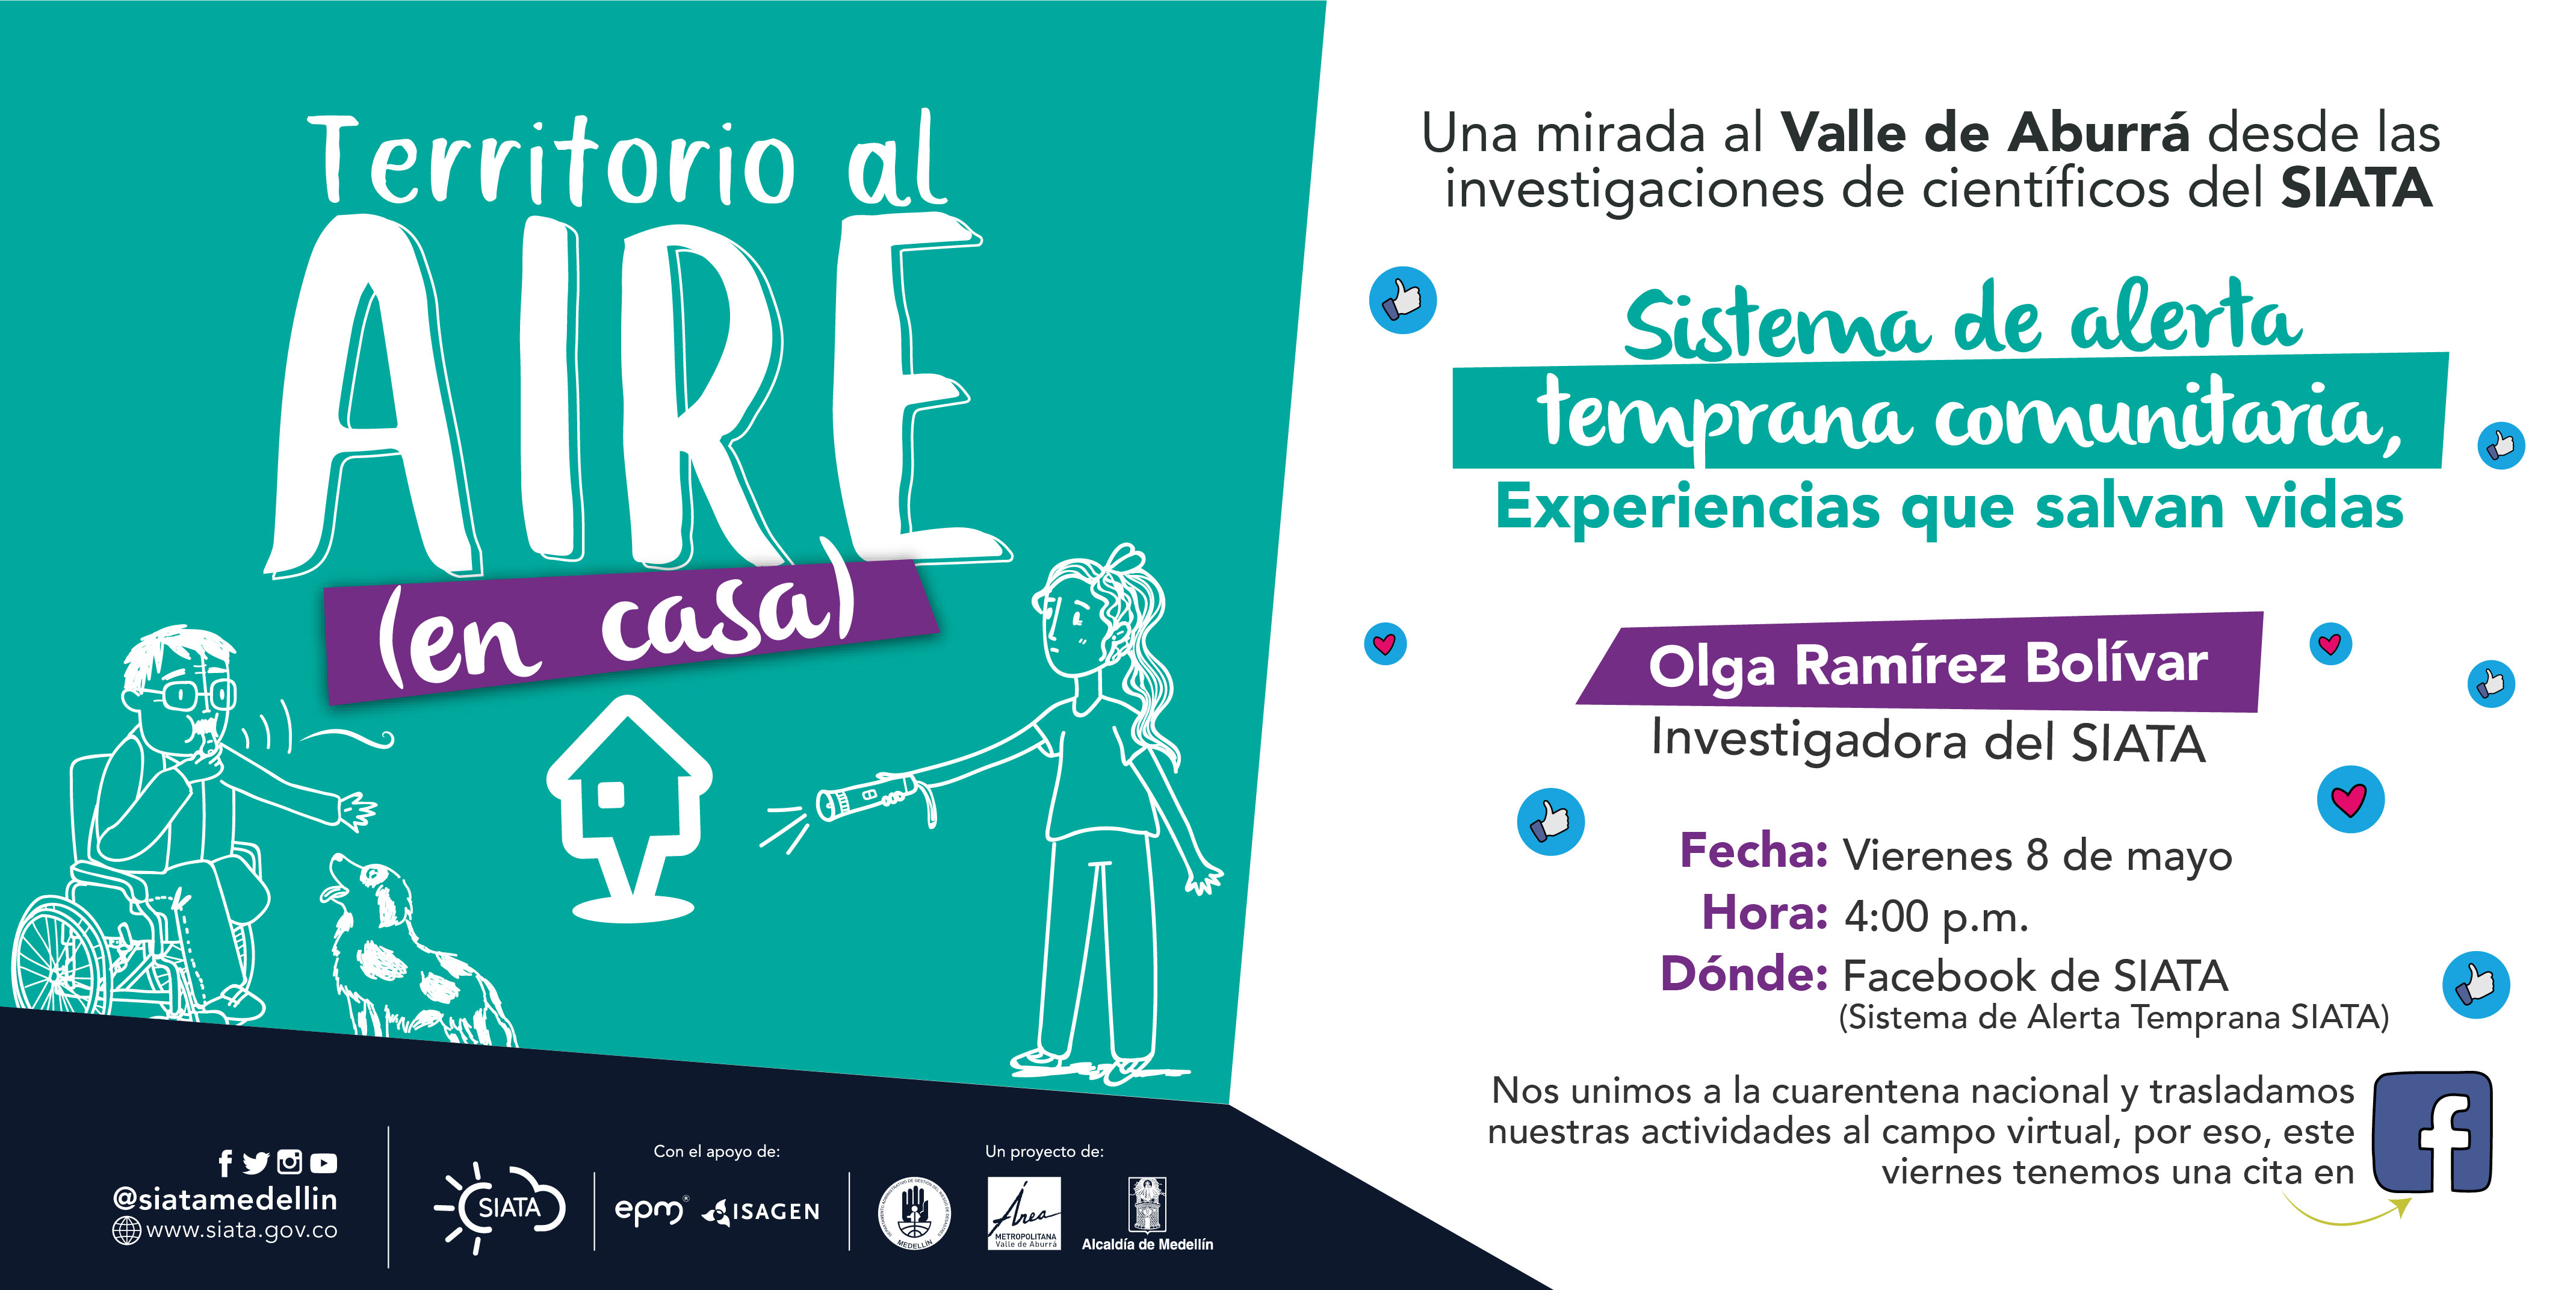 Territorio al
AIRE
(en casa)
Una mirada al Valle de Aburrá desde las
investigaciones de científicos del SIATA
Sistema de alerta
temprana comunitaria,
Experiencias que salvan vidas
Olga Ramírez Bolívar
Investigadora del SIATA
Fecha: Vierenes 8 de mayo
Hora: 4:00 p.m.
Dónde: Facebook de SIATA
(Sistema de Alerta Temprana SIATA)
Nos unimos a la cuarentena nacional y trasladamos
nuestras actividades al campo virtual, por eso, este
viernes tenemos una cita en
f
@siatamedellin
www.siata.gov.co
SIATA
Con el apoyo de:
epm®
ISAGEN
Un proyecto de:
MEDELLÍN
Área
METROPOLITANA
Valle de Aburrá
Alcaldía de Medellín